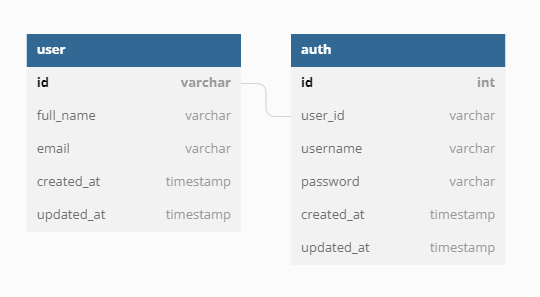 user
id varchar
full_name varchar
email varchar
created_at timestamp
updated_at timestamp
auth
id int
user_id varchar
username varchar
password varchar
created_at timestamp
updated_at timestamp